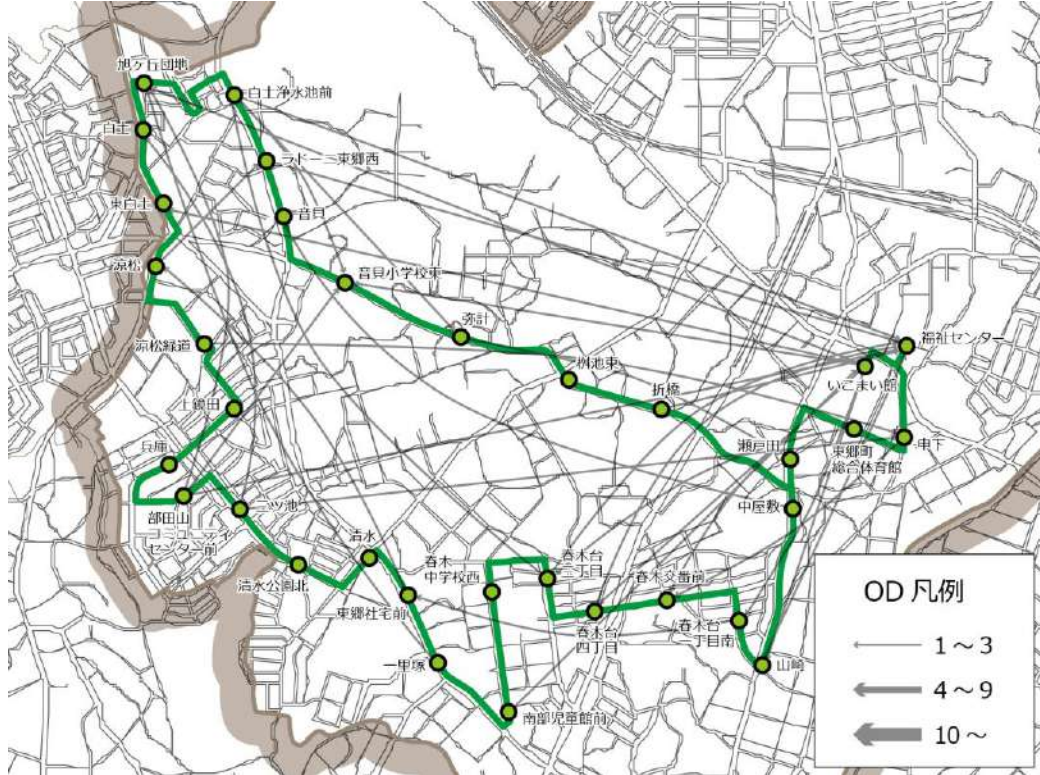 旭ケ丘団地
白土浄水池前
白土
ラドーニ東郷西
東白土
音貝
涼松
音貝小学校東
弥計
福祉センター
涼松緑道
桝池東
いこまい館
上鏡田
折橋
兵庫
瀬戸田
東郷町
総合体育館
申下
部田山
コミュニティ
センター前
二ツ池
中屋敷
清水
春木
中学校西
春木台
二丁目
春木交番前
清水公園北
東郷社宅前
春木台
四丁目
春木台
一丁目南
一里塚
山崎
南部児童館前
OD 凡例
1～3
4～9
10～